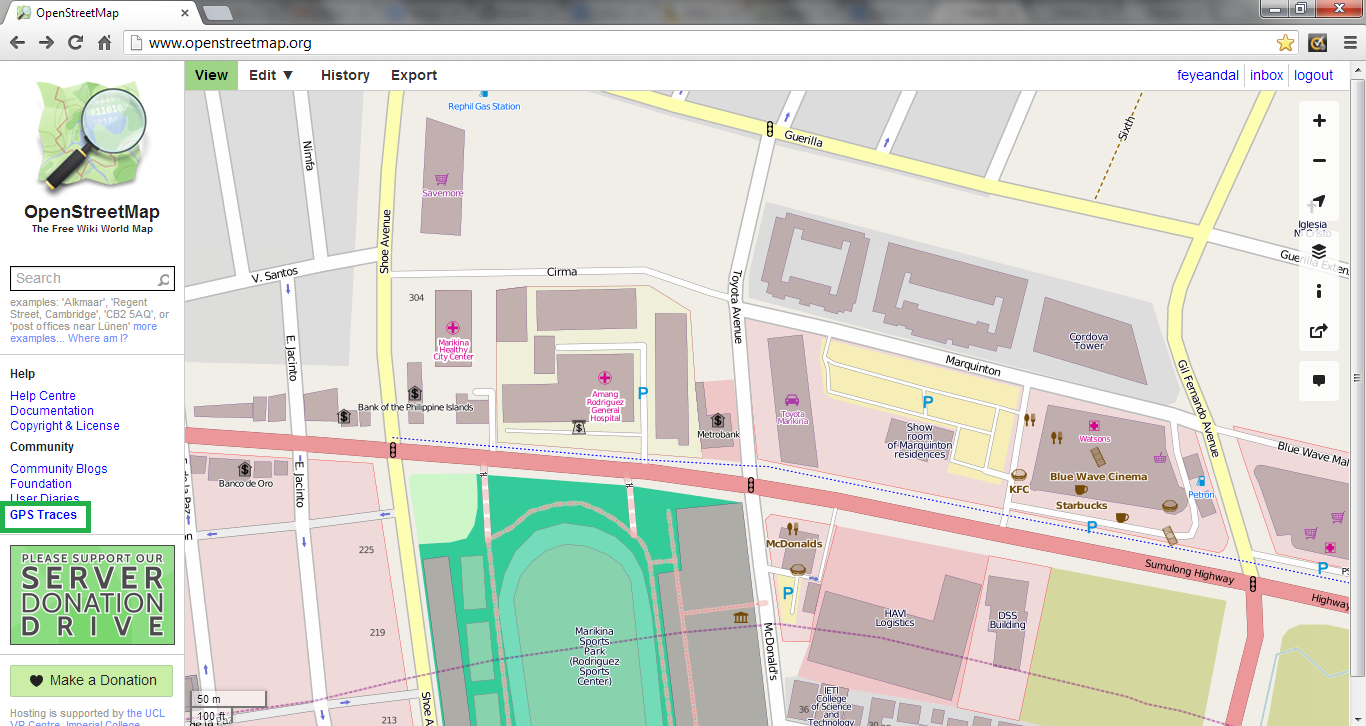 OpenStreetMap
www.openstreetmap.org
OpenStreetMap
The Free Wiki World Map
Search
examples: 'Alkmaar', 'Regent
Street, Cambridge', 'CB2 5AQ', or
'post offices near Lünen' more
examples... Where am I?
Help
Help Centre
Documentation
Copyright & License
Community
Community Blogs
Foundation
User Diaries
GPS Traces
PLEASE SUPPORT OUR
SERVER
DONATION
DRIVE
Make a Donation
Hosting is supported by the UCL
VR Centre, Imperial College
View Edit ▼ History Export
feyeandal inbox logout
Rephil Gas Station
Guerilla
Sixth
Nimfa
Savemore
Iglesia
Ni Cristo
Shoe Avenue
V. Santos
Cirma
Toyota Avenue
Guerilla Exten
304
E. Jacinto
Marikina
Healthy
City Center
Cordova
Tower
Marquinton
Gil Fernando Avenue
Amang
Rodriguez
General
Hospital
P
Bank of the Philippine Islands
Toyota
Marikina
P
Metrobank
Show
room
of Marquinton
residences
Watsons
Blue Wave Mal
Banco de Oro
E. Jacinto
KFC
Blue Wave Cinema
Starbucks
Petron
P
McDonalds
225
Sumulong Highway
P
Highway
P
219
Marikina
Sports
Park
(Rodriguez
Sports
Center)
McDonald's
HAVI
Logistics
DSS
Building
Shoe A
IETI
College
of Science
and
Technology
36
213
50 m
100 ft